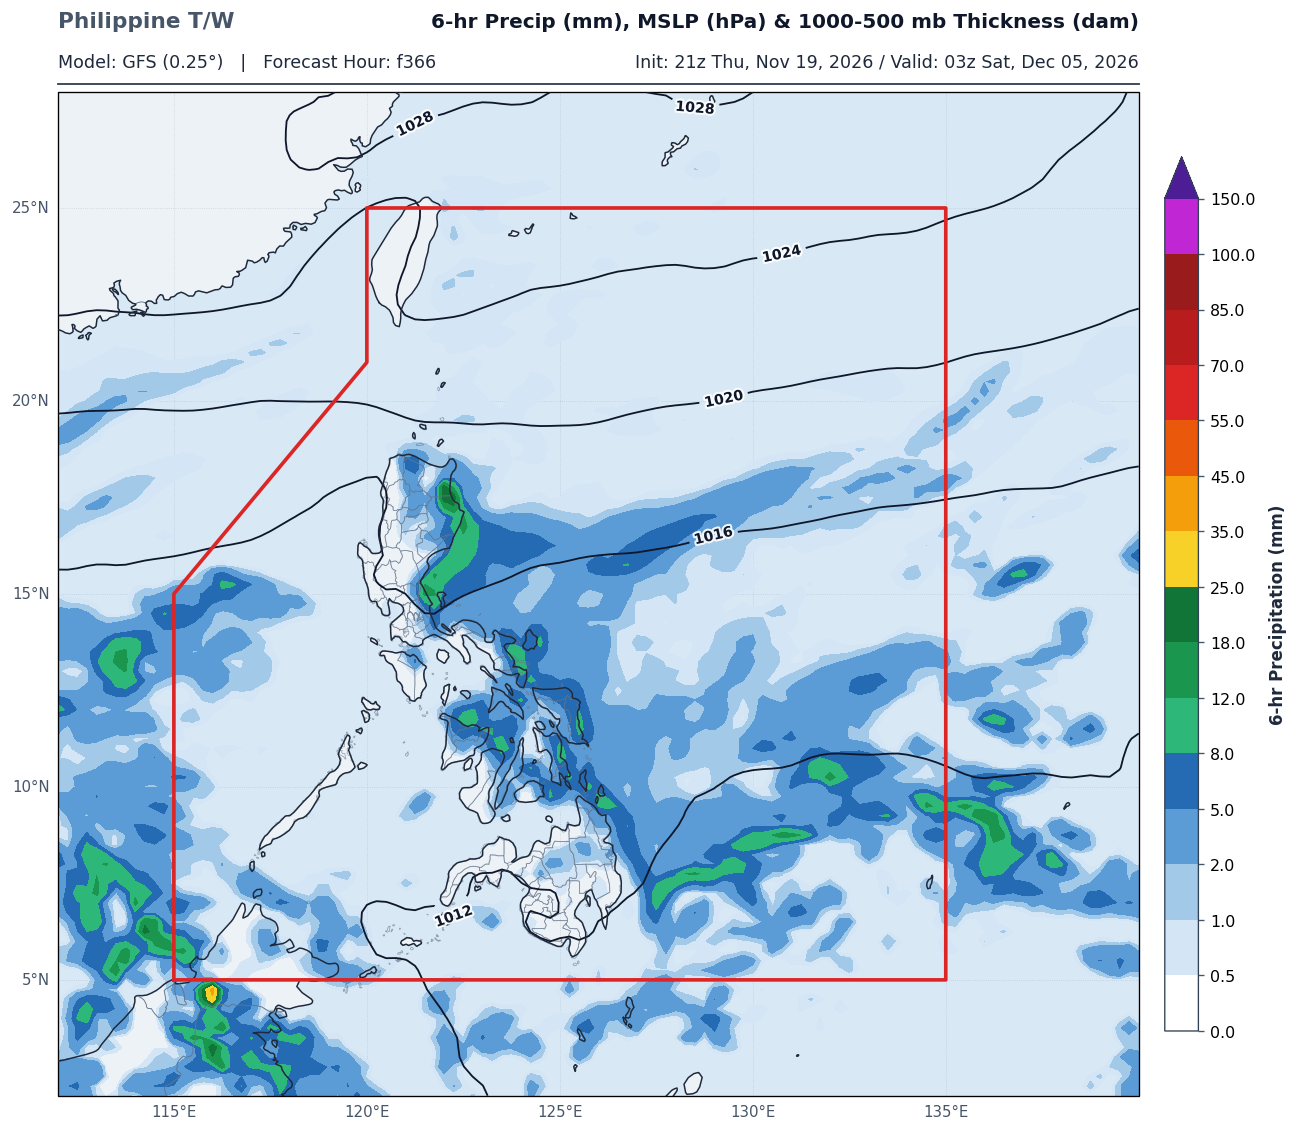 Philippine T/W
6-hr Precip (mm), MSLP (hPa) & 1000-500 mb Thickness (dam)
Model: GFS (0.25°) | Forecast Hour: f366
Init: 21z Thu, Nov 19, 2026 / Valid: 03z Sat, Dec 05, 2026
1028
1028
1024
1020
1016
1012
25°N
20°N
15°N
10°N
5°N
115°E
120°E
125°E
130°E
135°E
150.0
100.0
85.0
70.0
55.0
45.0
35.0
25.0
18.0
12.0
8.0
5.0
2.0
1.0
0.5
0.0
6-hr Precipitation (mm)